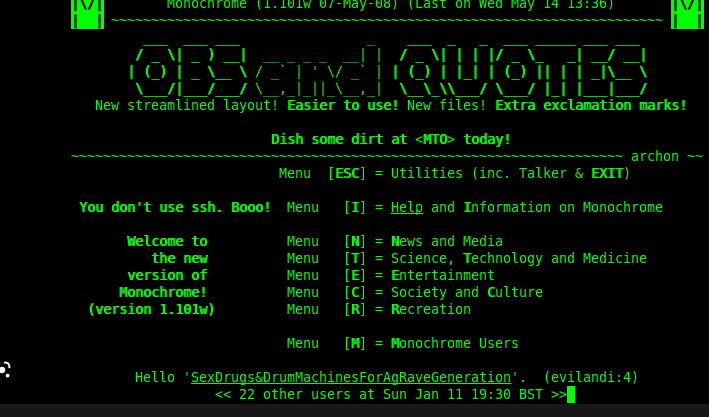 Monochrome (1.101w 07-May-08) (Last on Wed May 14 13:36)
OBS and QUOTES
New streamlined layout! Easier to use! New files! Extra exclamation marks!
Dish some dirt at <MTO> today!
archon
Menu [ESC] = Utilities (inc. Talker & EXIT)
You don't use ssh. Booo! Menu [I] = Help and Information on Monochrome
Welcome to Menu [N] = News and Media
the new Menu [T] = Science, Technology and Medicine
version of Menu [E] = Entertainment
Monochrome! Menu [C] = Society and Culture
(version 1.101w) Menu [R] = Recreation
Menu [M] = Monochrome Users
Hello 'SexDrugs&DrumMachinesForAgRaveGeneration'. (evilandi:4)
<< 22 other users at Sun Jan 11 19:30 BST >>